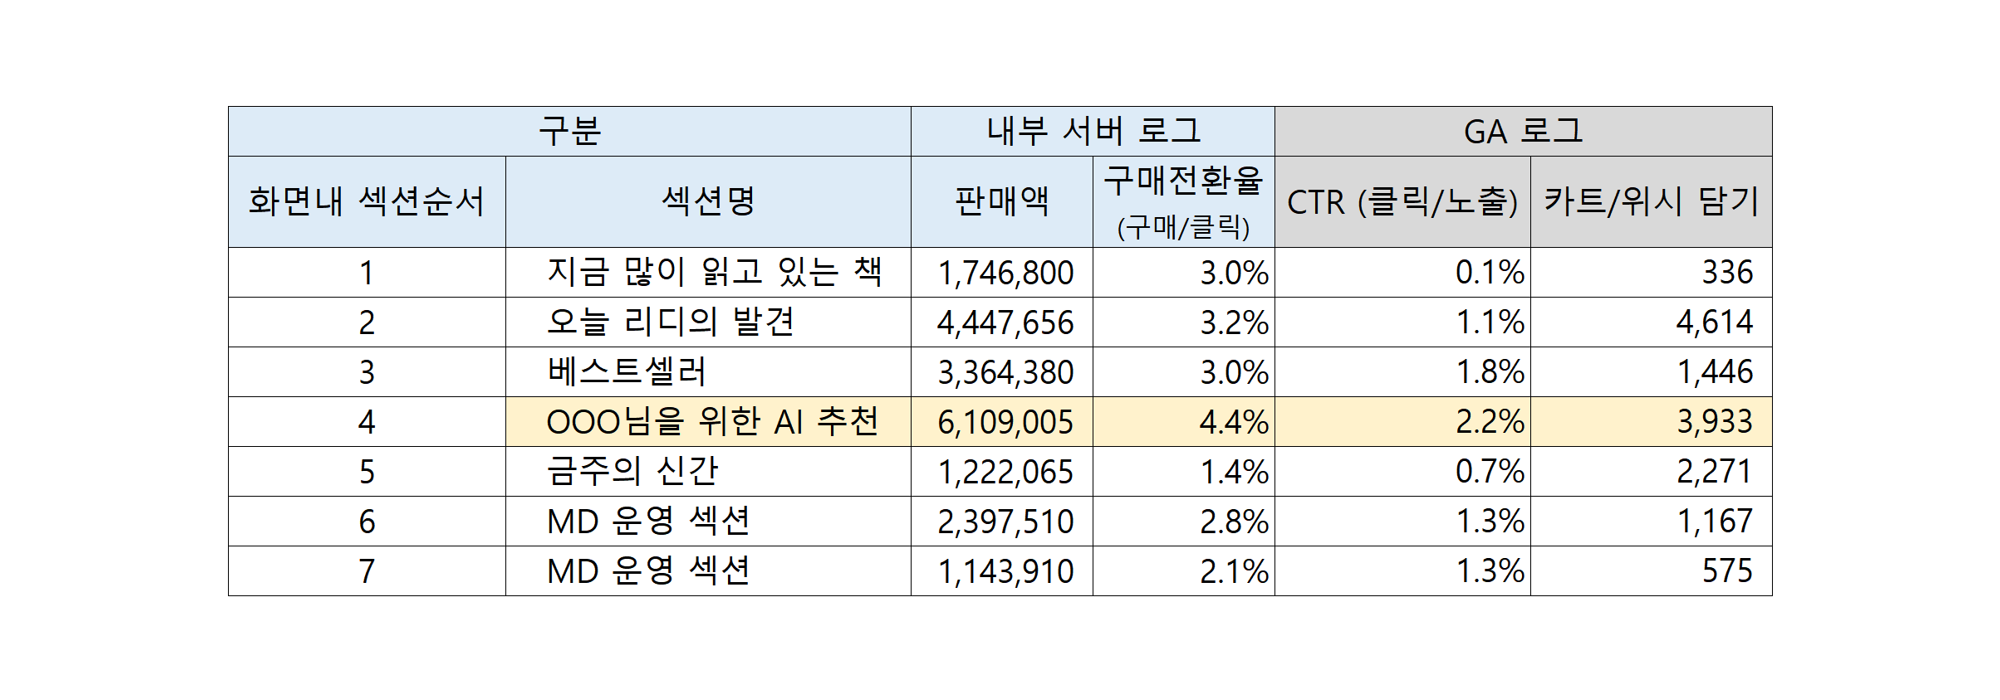 구분 내부 서버 로그 GA 로그
화면내 섹션순서 섹션명 판매액 구매전환율 (구매/클릭) CTR (클릭/노출) 카트/위시 담기
1 지금 많이 읽고 있는 책 1,746,800 3.0% 0.1% 336
2 오늘 리디의 발견 4,447,656 3.2% 1.1% 4,614
3 베스트셀러 3,364,380 3.0% 1.8% 1,446
4 OOO님을 위한 AI 추천 6,109,005 4.4% 2.2% 3,933
5 금주의 신간 1,222,065 1.4% 0.7% 2,271
6 MD 운영 섹션 2,397,510 2.8% 1.3% 1,167
7 MD 운영 섹션 1,143,910 2.1% 1.3% 575